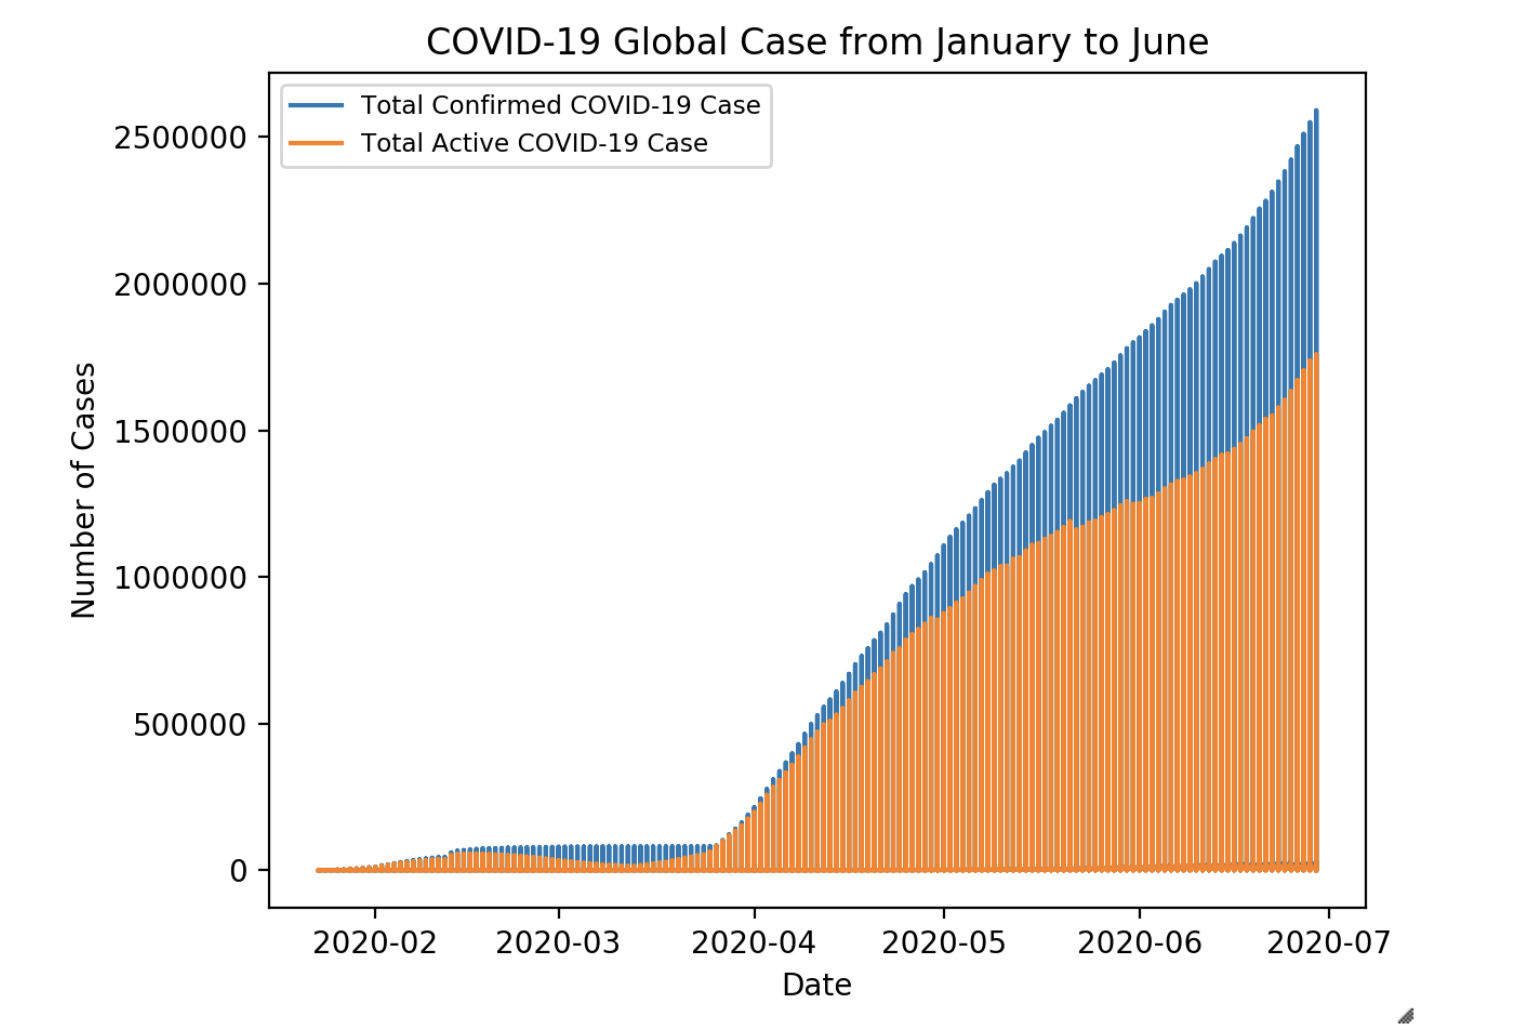 COVID-19 Global Case from January to June
Total Confirmed COVID-19 Case
Total Active COVID-19 Case
Number of Cases
2500000
2000000
1500000
1000000
500000
0
2020-02 2020-03 2020-04 2020-05 2020-06 2020-07
Date